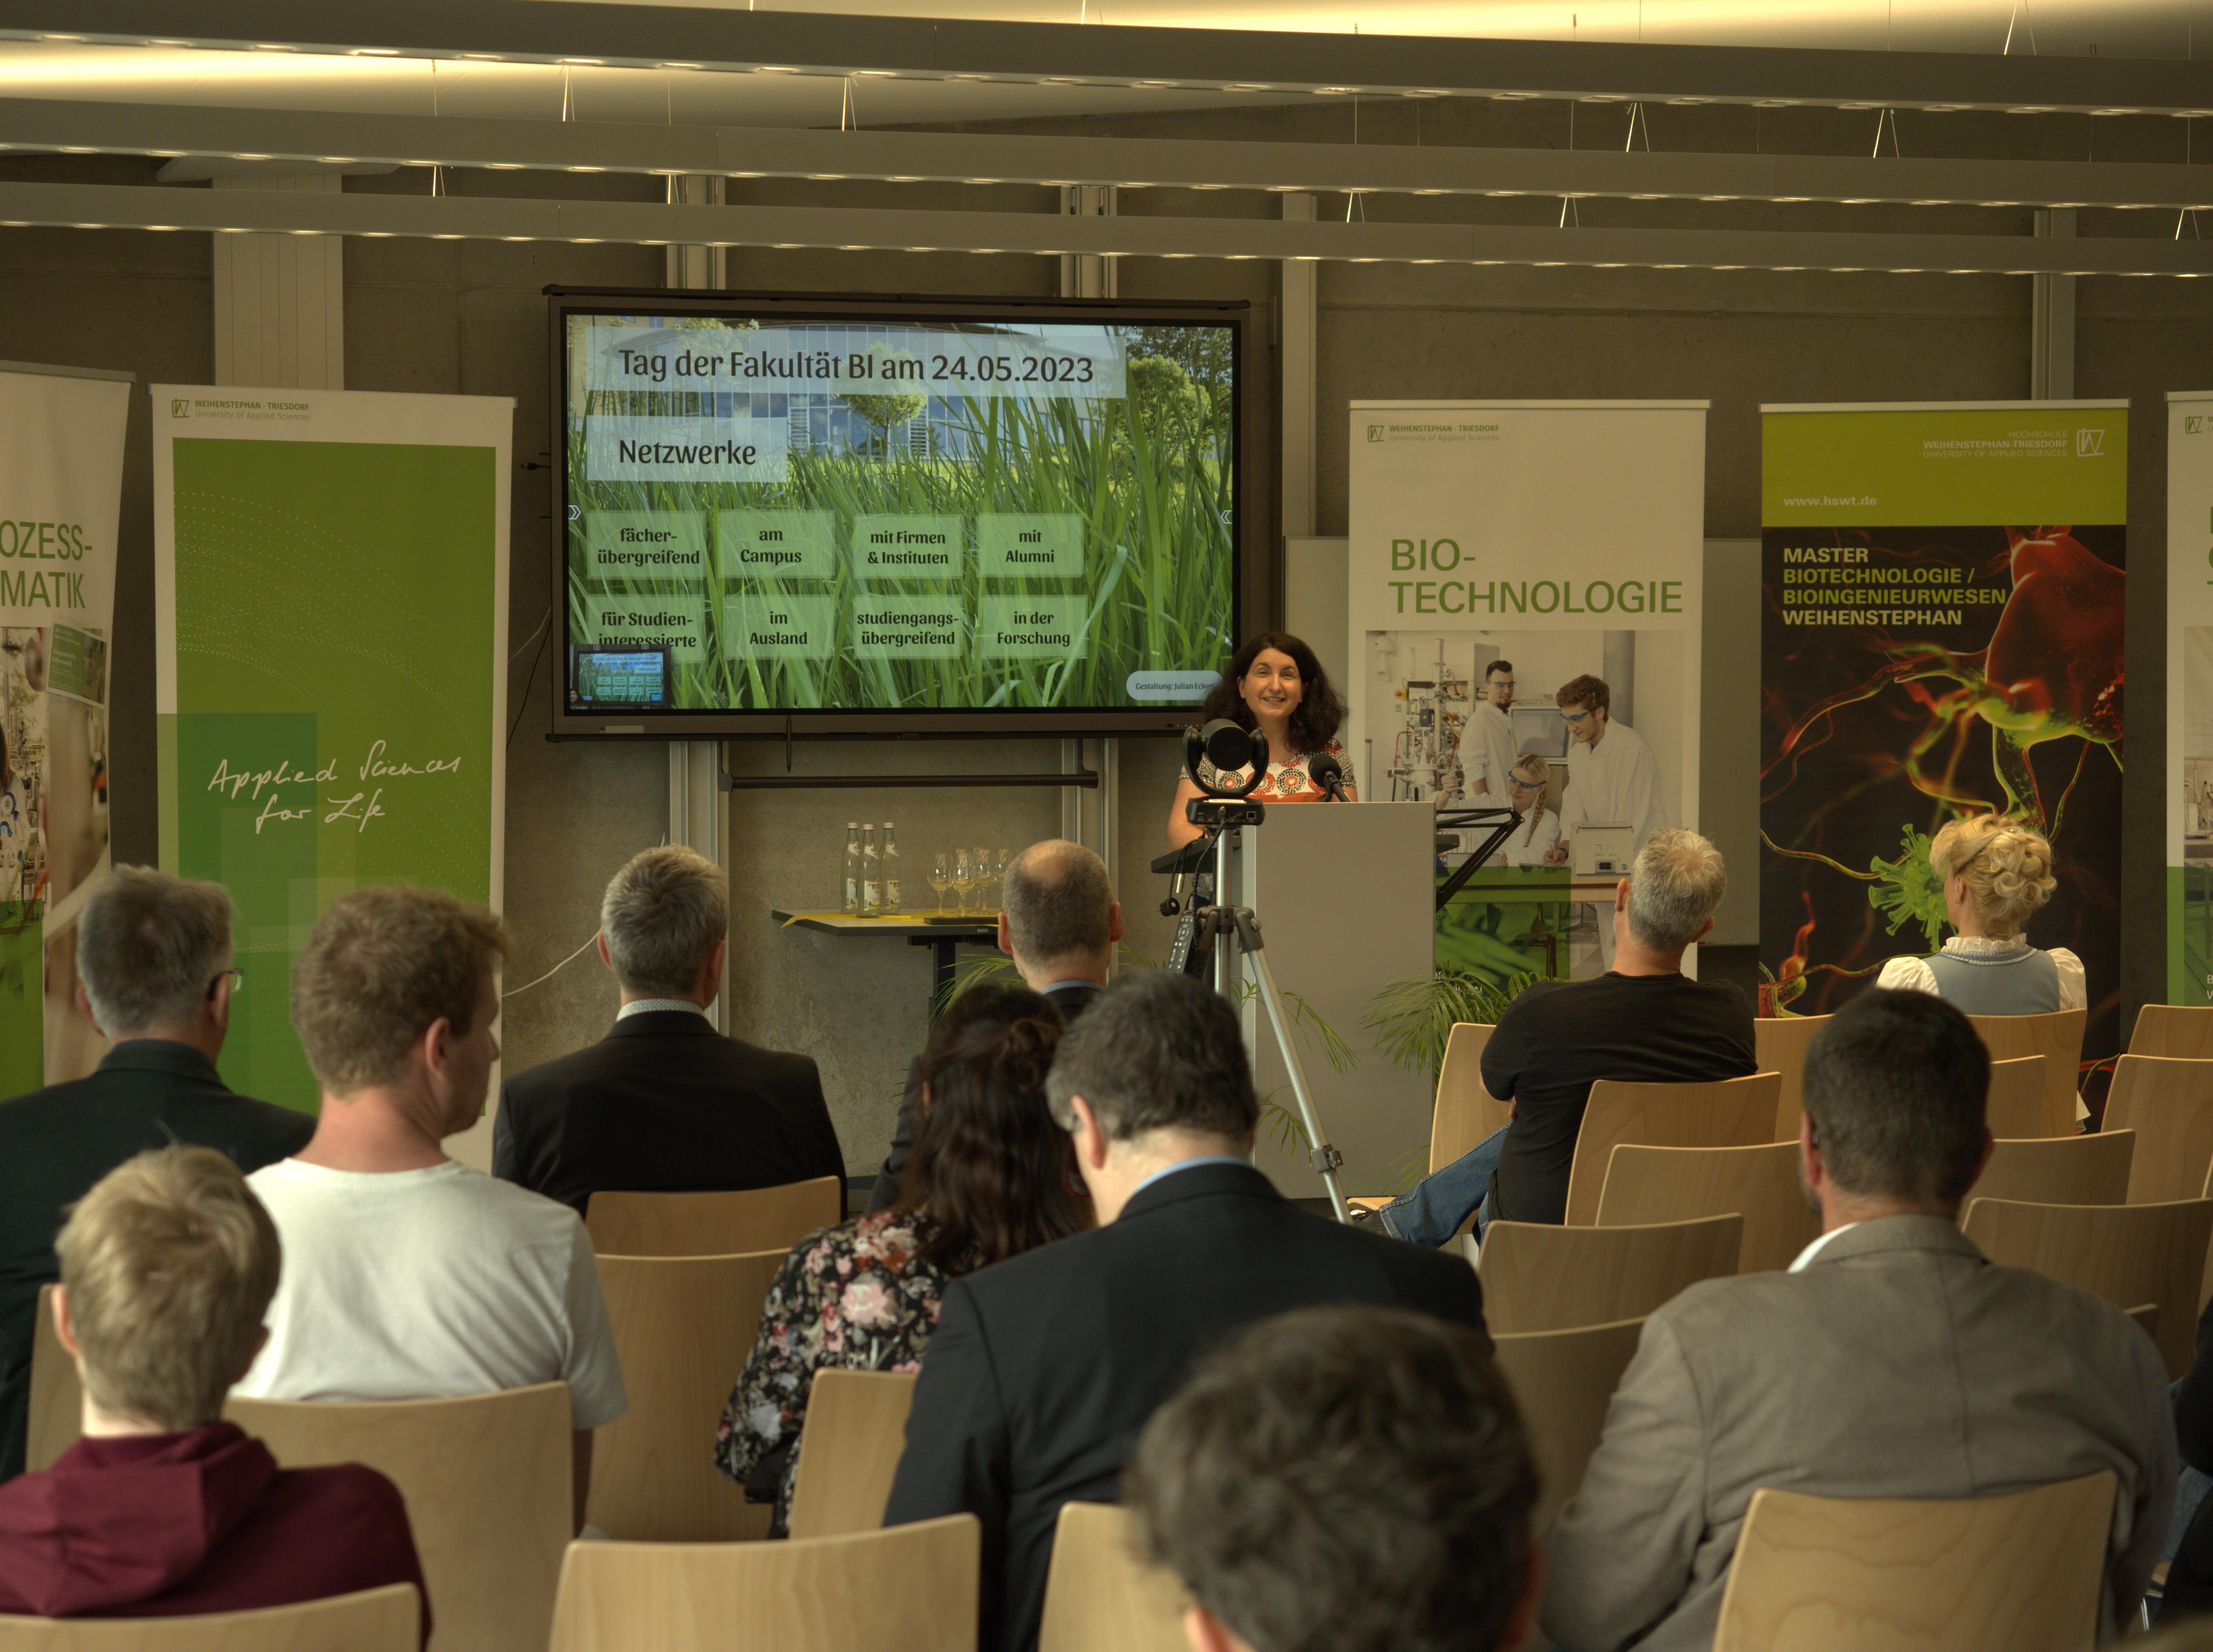 Tag der Fakultät BI am 24.05.2023
Netzwerke
fächer-
übergreifend
am
Campus
mit Firmen
& Instituten
mit
Alumni
für Studien-
interessierte
im
Ausland
studiengangs-
übergreifend
in der
Forschung
Gestaltung: Julian
OZESS-
MATIK
WEIHENSTEPHAN · TRIESDORF
University of Applied Sciences
Applied Sciences
for Life
WEIHENSTEPHAN · TRIESDORF
University of Applied Sciences
BIO-
TECHNOLOGIE
HOCHSCHULE
WEIHENSTEPHAN-TRIESDORF
UNIVERSITY OF APPLIED SCIENCES
www.hswt.de
MASTER
BIOTECHNOLOGIE /
BIOINGENIEURWESEN
WEIHENSTEPHAN